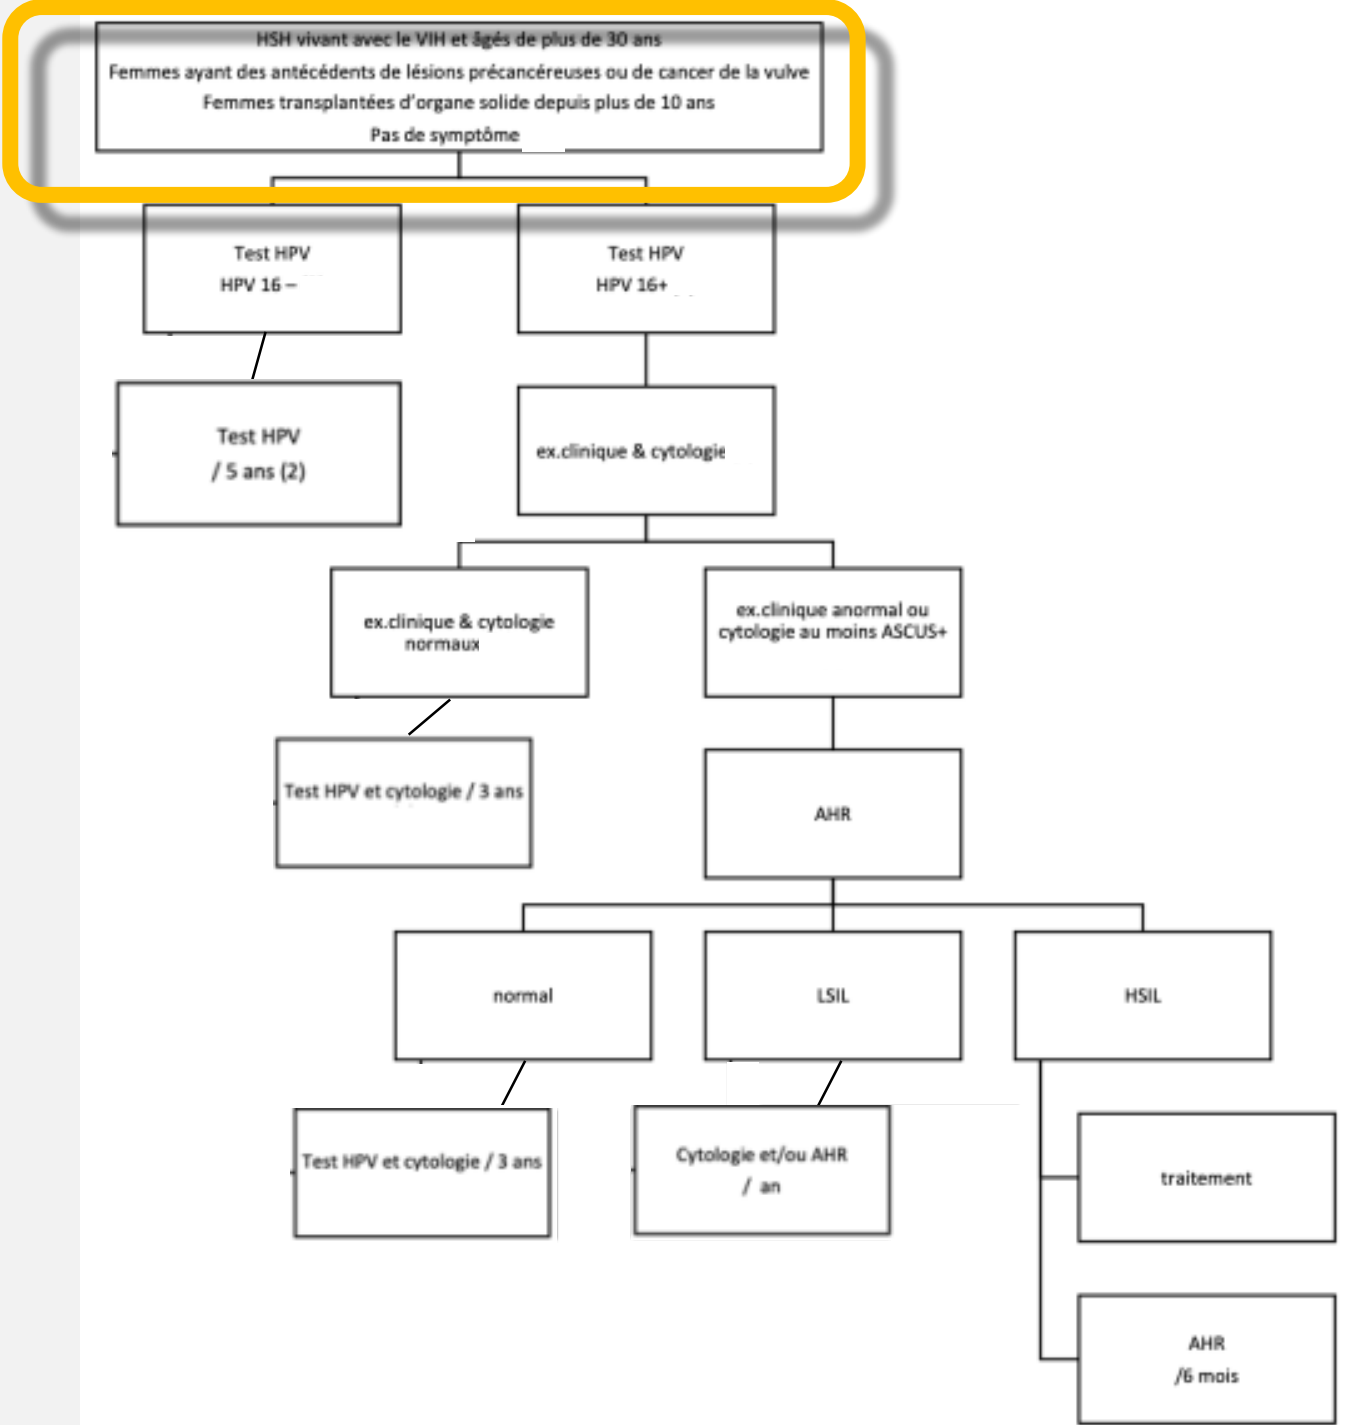 HSH vivant avec le VIH et âgés de plus de 30 ans
Femmes ayant des antécédents de lésions précancéreuses ou de cancer de la vulve
Femmes transplantées d'organe solide depuis plus de 10 ans
Pas de symptôme
Test HPV
HPV 16 –
Test HPV
HPV 16+
Test HPV
/ 5 ans (2)
ex.clinique & cytologie
ex.clinique & cytologie
normaux
ex.clinique anormal ou
cytologie au moins ASCUS+
Test HPV et cytologie / 3 ans
AHR
normal
LSIL
HSIL
Test HPV et cytologie / 3 ans
Cytologie et/ou AHR
/ an
traitement
AHR
/6 mois